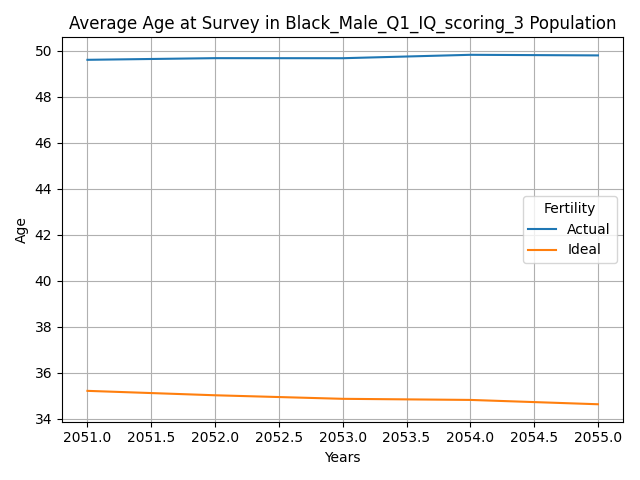 Average Age at Survey in Black_Male_Q1_IQ_scoring_3 Population
50
48
46
44
42
40
38
36
34
Age
Fertility
Actual
Ideal
2051.0 2051.5 2052.0 2052.5 2053.0 2053.5 2054.0 2054.5 2055.0
Years